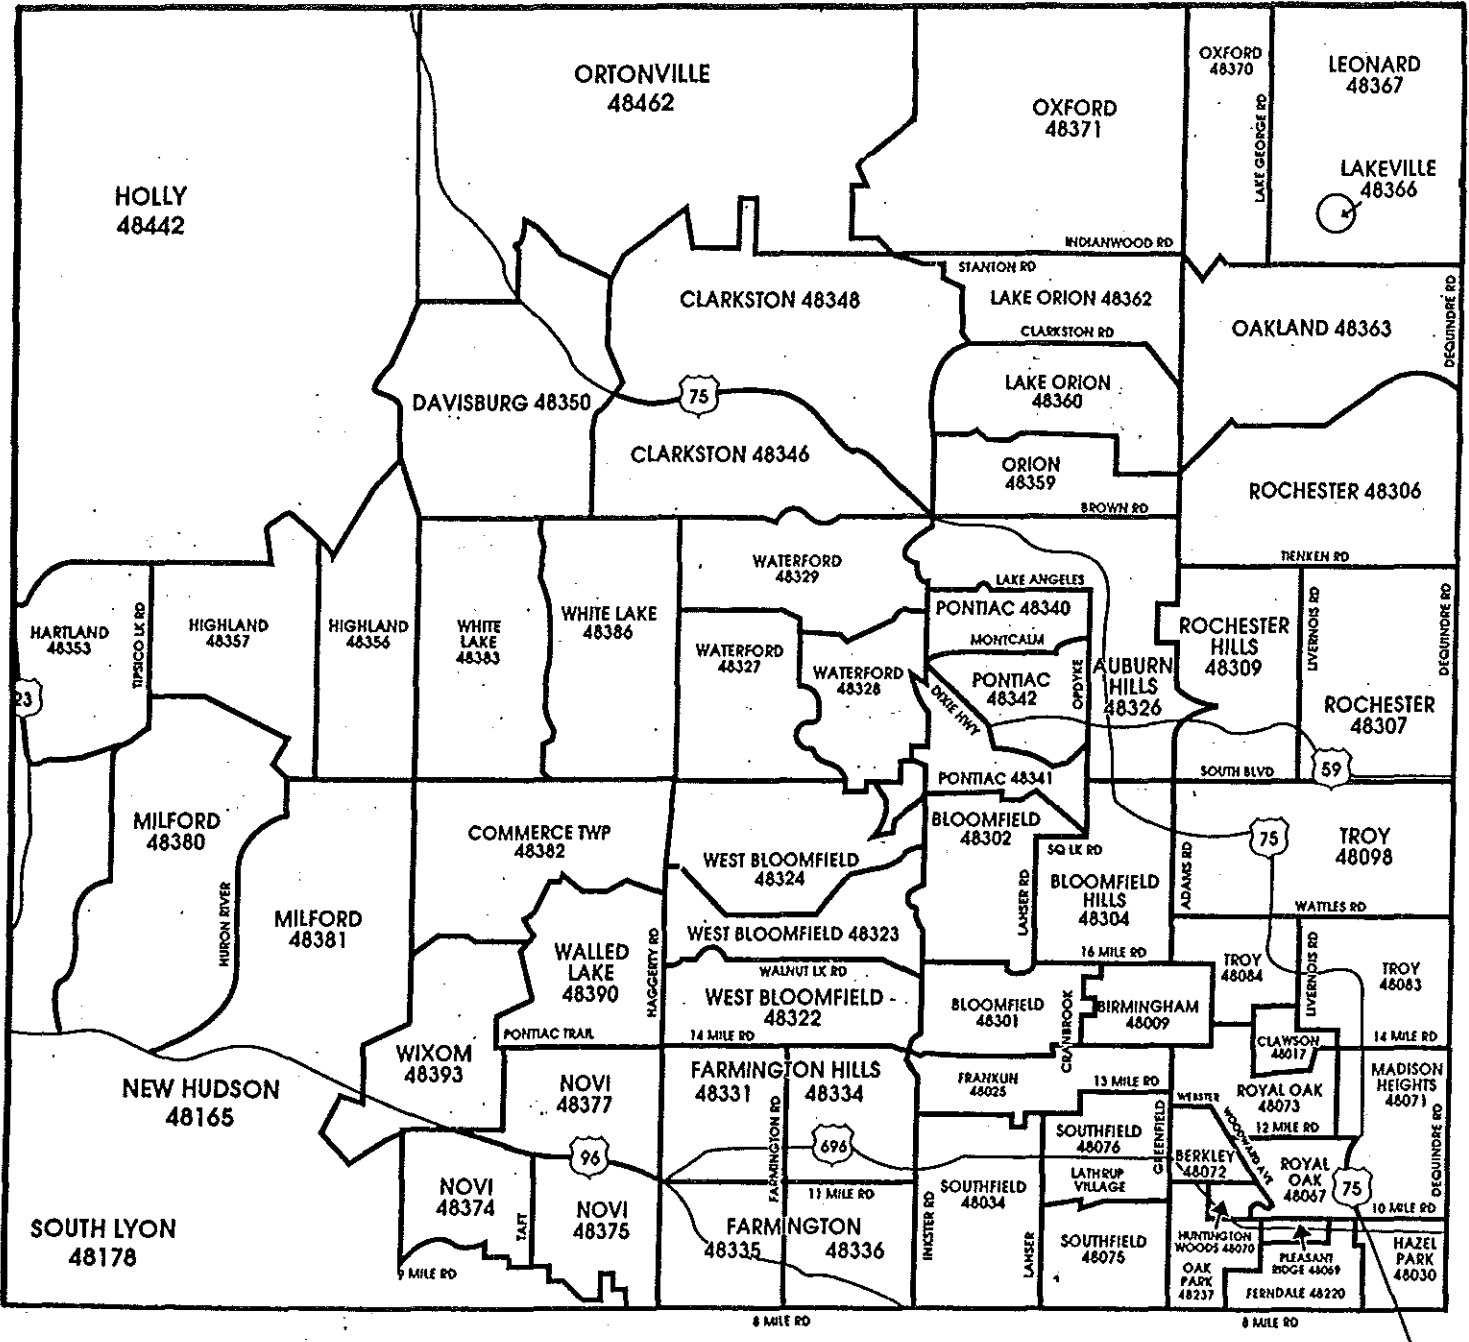 ORTONVILLE
48462
OXFORD
48371
OXFORD
48370
LEONARD
48367
LAKE GEORGE RD
LAKEVILLE
48366
HOLLY
48442
INDIANWOOD RD
STANTON RD
CLARKSTON 48348
LAKE ORION 48362
CLARKSTON RD
OAKLAND 48363
DEQUINDRE RD
DAVISBURG 48350
75
LAKE ORION
48360
CLARKSTON 48346
ORION
48359
BROWN RD
ROCHESTER 48306
TIENKEN RD
HARTLAND
48353
TIPSICO LK RD
HIGHLAND
48357
HIGHLAND
48356
WHITE
LAKE
48383
WHITE LAKE
48386
WATERFORD
48329
WATERFORD
48327
WATERFORD
48328
LAKE ANGELES
PONTIAC 48340
MONTCALM
PONTIAC
48342
DIXIE HWY
OPDYKE
AUBURN
HILLS
48326
ROCHESTER
HILLS
48309
LIVERNOIS RD
DEQUINDRE RD
ROCHESTER
48307
23
59
SOUTH BLVD
PONTIAC 48341
MILFORD
48380
HURON RIVER
MILFORD
48381
COMMERCE TWP
48382
WEST BLOOMFIELD
48324
BLOOMFIELD
48302
SQ LK RD
LAHSER RD
BLOOMFIELD
HILLS
48304
ADAMS RD
75
TROY
48098
WATTLES RD
WEST BLOOMFIELD 48323
WALLED
LAKE
48390
HAGGERTY RD
WALNUT LK RD
WEST BLOOMFIELD
48322
16 MILE RD
TROY
48084
LIVERNOIS RD
TROY
48083
BLOOMFIELD
48301
CRANBROOK
BIRMINGHAM
48009
PONTIAC TRAIL
14 MILE RD
CLAWSON
48017
14 MILE RD
WIXOM
48393
NEW HUDSON
48165
NOVI
48377
FARMINGTON HILLS
48331
48334
FARMINGTON RD
FRANKLIN
48025
13 MILE RD
WEBSTER
ROYAL OAK
48073
MADISON
HEIGHTS
48071
12 MILE RD
WOODWARD AVE
DEQUINDRE RD
SOUTHFIELD
48076
GREENFIELD
BERKLEY
48072
ROYAL
OAK
48067
75
96
696
LATHRUP
VILLAGE
11 MILE RD
SOUTHFIELD
48034
10 MILE RD
NOVI
48374
TAFT
NOVI
48375
FARMINGTON
48335
48336
INKSTER RD
LAHSER
SOUTHFIELD
48075
HUNTINGTON
WOODS 48070
PLEASANT
RIDGE 48069
HAZEL
PARK
48030
OAK
PARK
48237
FERNDALE 48220
SOUTH LYON
48178
9 MILE RD
8 MILE RD
8 MILE RD